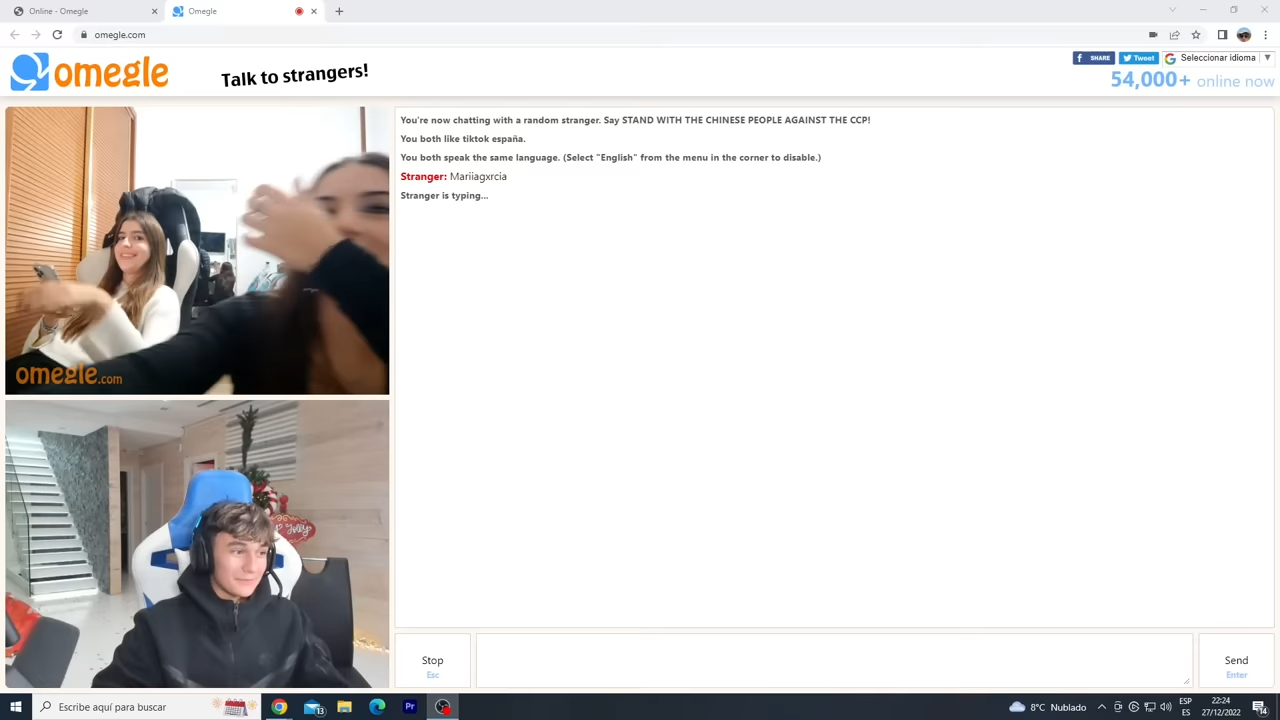 Online - Omegle
Omegle
omegle.com
omegle
Talk to strangers!
SHARE
Tweet
Seleccionar idioma
54,000+ online now
You're now chatting with a random stranger. Say STAND WITH THE CHINESE PEOPLE AGAINST THE CCP!
You both like tiktok españa.
You both speak the same language. (Select "English" from the menu in the corner to disable.)
Stranger: Mariiagxrcia
Stranger is typing...
omegle.com
Jolly
Stop
Esc
Send
Enter
Escribe aquí para buscar
13
Pr
8°C Nublado
ESP
ES
22:24
27/12/2022
14